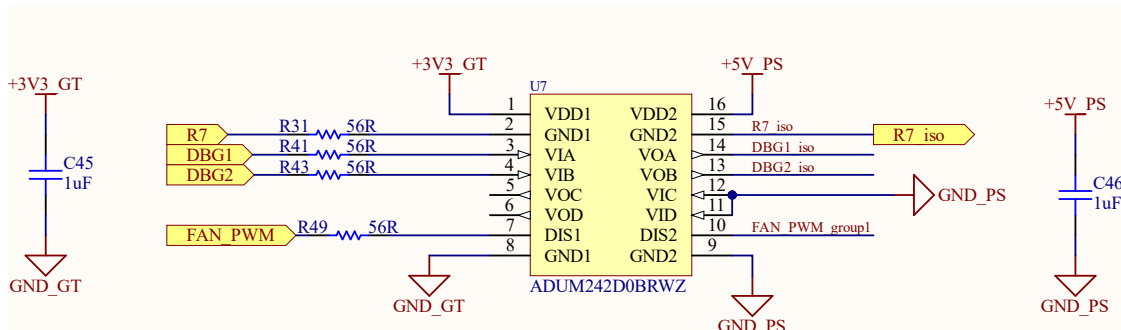 +3V3_GT
+5V_PS
U7
+3V3_GT
+5V_PS
1 VDD1 VDD2 16
R7 R31 56R 2 GND1 GND2 15 R7_iso R7_iso
DBG1 R41 56R 3 VIA VOA 14 DBG1_iso
DBG2 R43 56R 4 VIB VOB 13 DBG2_iso
C45
1uF
5 VOC VIC 12 GND_PS
C46
1uF
6 VOD VID 11
FAN_PWM R49 56R 7 DIS1 DIS2 10 FAN_PWM_group1
8 GND1 GND2 9
GND_GT
GND_GT
ADUM242D0BRWZ
GND_PS
GND_PS